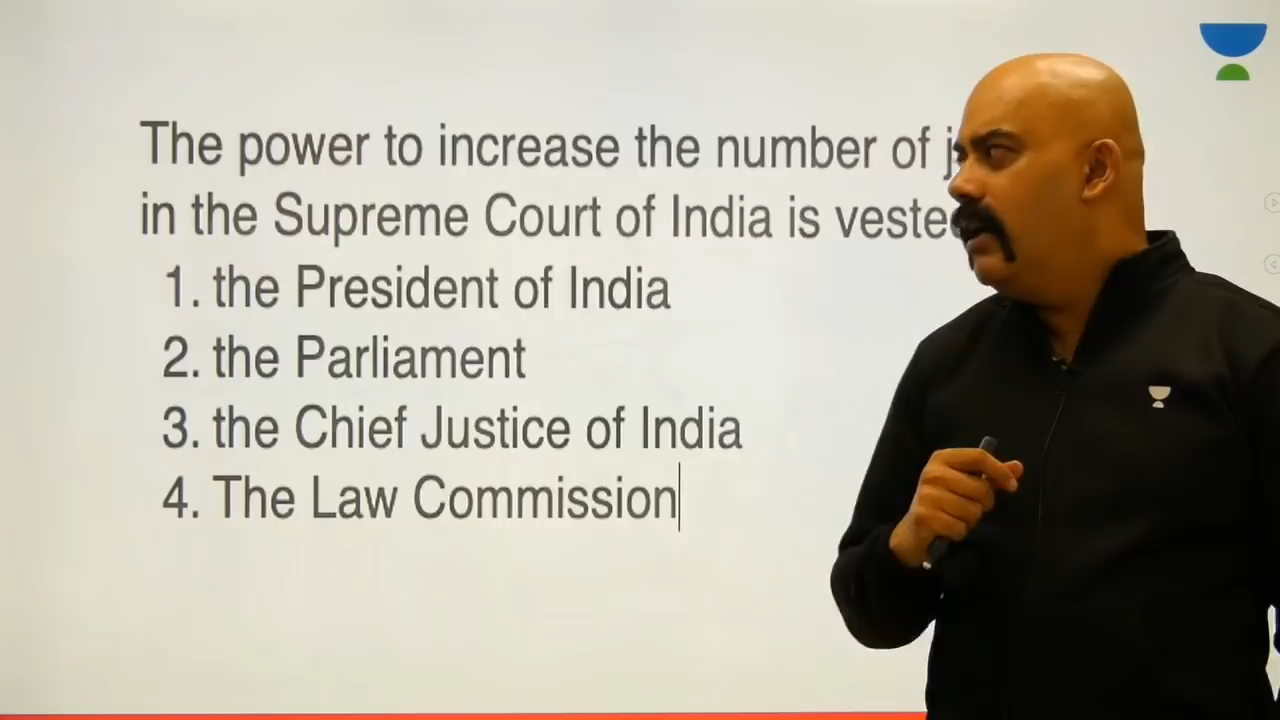 The power to increase the number of
in the Supreme Court of India is
1. the President of India
2. the Parliament
3. the Chief Justice of India
4. The Law Commission